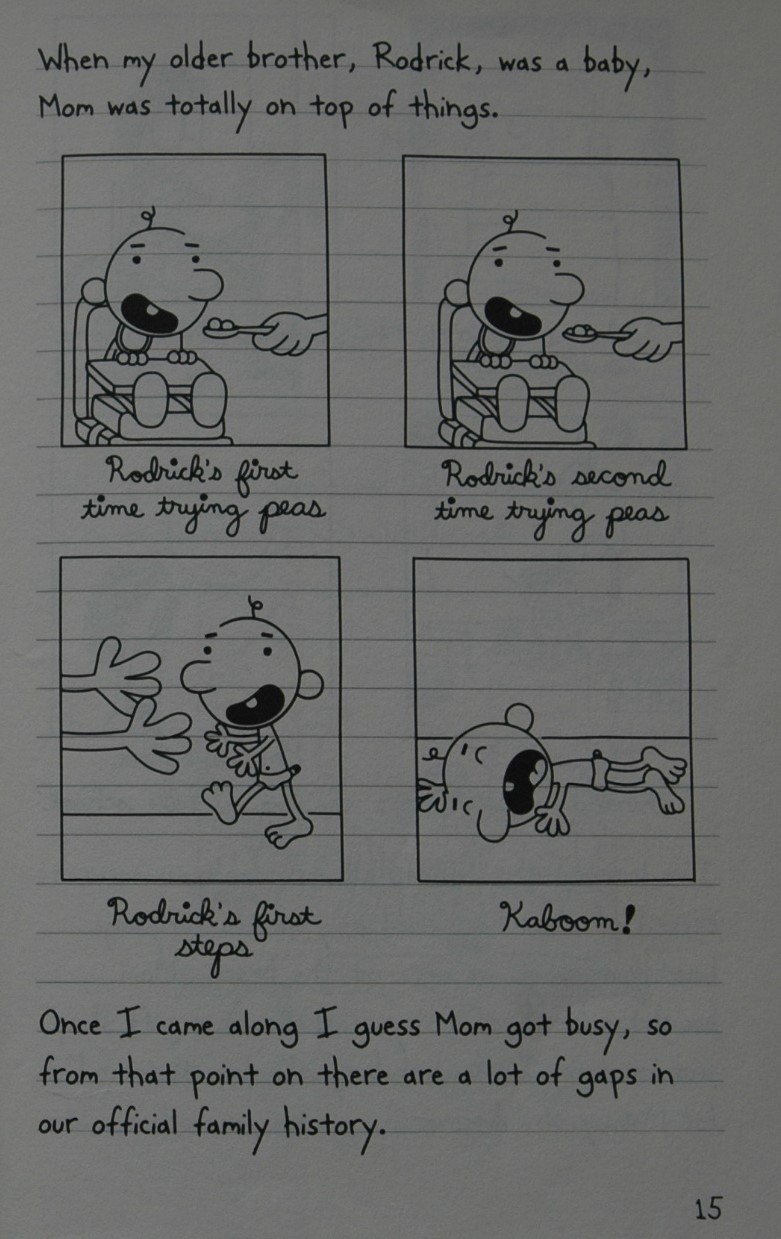 When my older brother, Rodrick, was a baby,
Mom was totally on top of things.
Rodrick's first
time trying peas
Rodrick's second
time trying peas
Rodrick's first
steps
Kaboom!
Once I came along I guess Mom got busy, so
from that point on there are a lot of gaps in
our official family history.
15